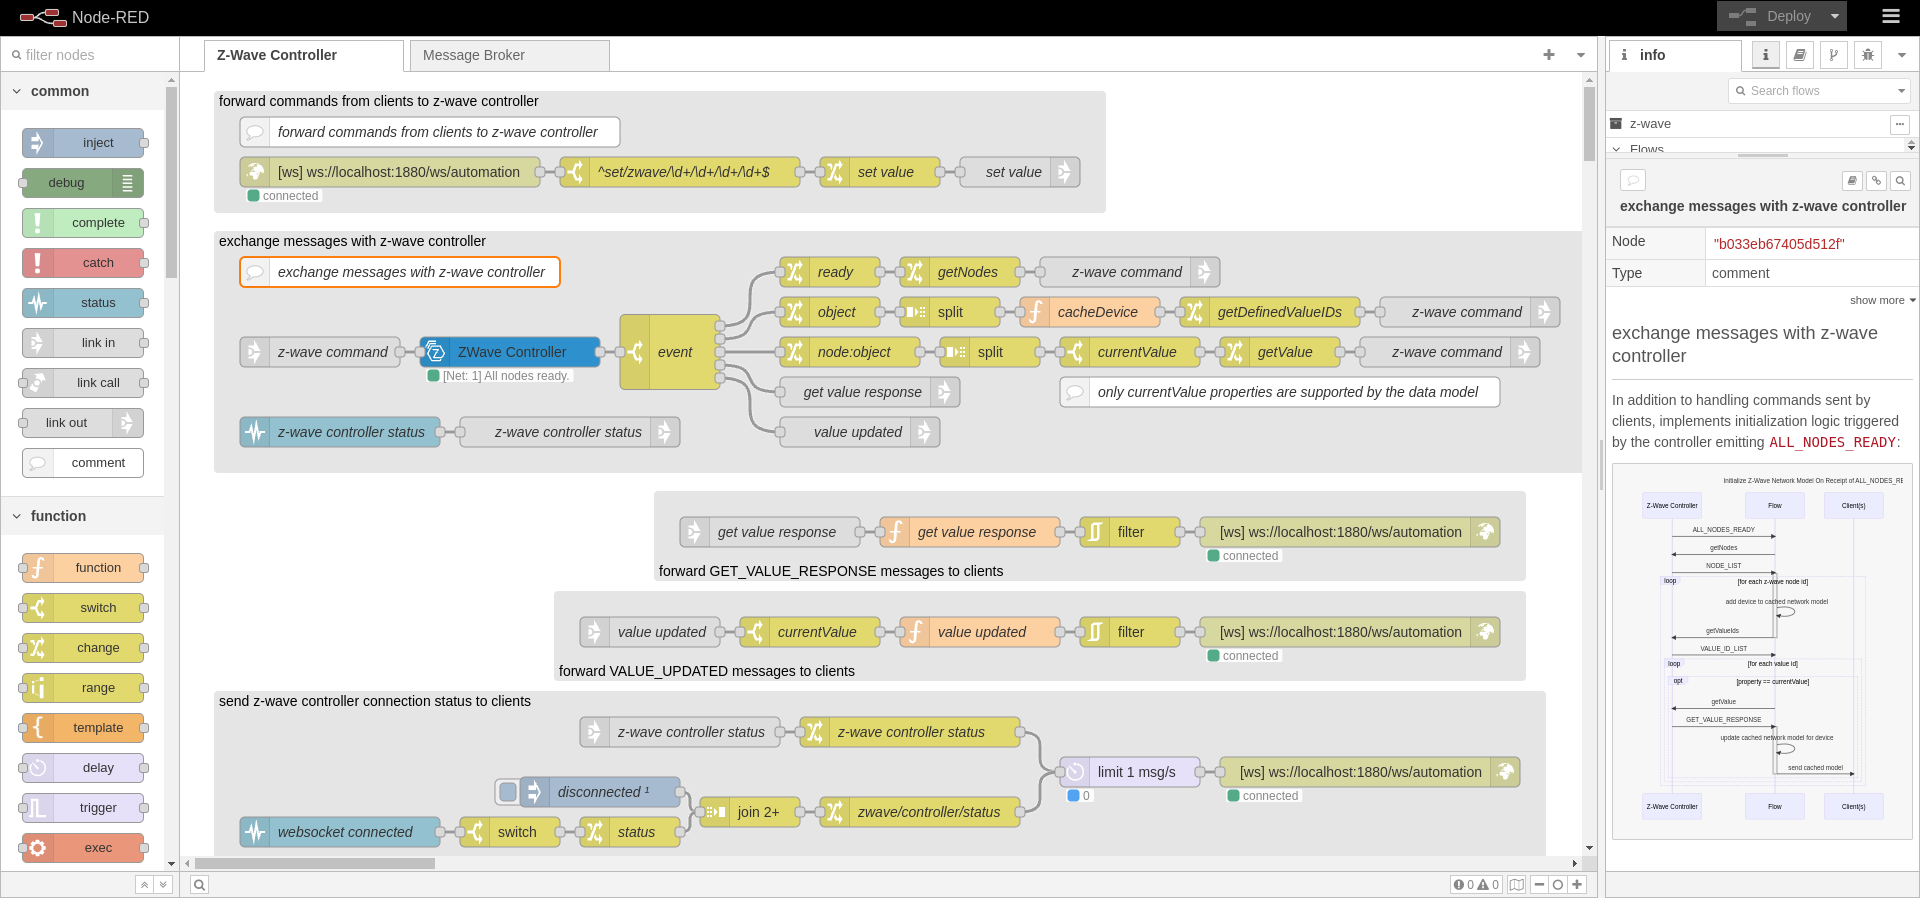 Node-RED
Deploy
filter nodes
Z-Wave Controller
Message Broker
info
common
inject
debug
complete
catch
status
link in
link call
link out
comment
function
function
switch
change
range
template
delay
trigger
exec
forward commands from clients to z-wave controller
forward commands from clients to z-wave controller
[ws] ws://localhost:1880/ws/automation
^set/zwave/\d+/\d+/\d+/\d+$
set value
set value
connected
exchange messages with z-wave controller
exchange messages with z-wave controller
ready
getNodes
z-wave command
object
split
cacheDevice
getDefinedValueIDs
z-wave command
z-wave command
ZWave Controller
event
node:object
split
currentValue
getValue
z-wave command
[Net: 1] All nodes ready.
get value response
only currentValue properties are supported by the data model
z-wave controller status
z-wave controller status
value updated
get value response
get value response
filter
[ws] ws://localhost:1880/ws/automation
connected
forward GET_VALUE_RESPONSE messages to clients
value updated
currentValue
value updated
filter
[ws] ws://localhost:1880/ws/automation
connected
forward VALUE_UPDATED messages to clients
send z-wave controller connection status to clients
z-wave controller status
z-wave controller status
limit 1 msg/s
[ws] ws://localhost:1880/ws/automation
0
connected
disconnected ¹
join 2+
zwave/controller/status
websocket connected
switch
status
0 0
Search flows
z-wave
Flows
exchange messages with z-wave controller
Node "b033eb67405d512f"
Type comment
show more
exchange messages with z-wave
controller
In addition to handling commands sent by
clients, implements initialization logic triggered
by the controller emitting ALL_NODES_READY:
Initialize Z-Wave Network Model On Receipt of ALL_NODES_RE
Z-Wave Controller
Flow
Client(s)
ALL_NODES_READY
getNodes
NODE_LIST
loop
[for each z-wave node id]
add device to cached network model
getValueIds
VALUE_ID_LIST
loop
[for each value id]
opt
[property == currentValue]
getValue
GET_VALUE_RESPONSE
update cached network model for device
send cached model
Z-Wave Controller
Flow
Client(s)